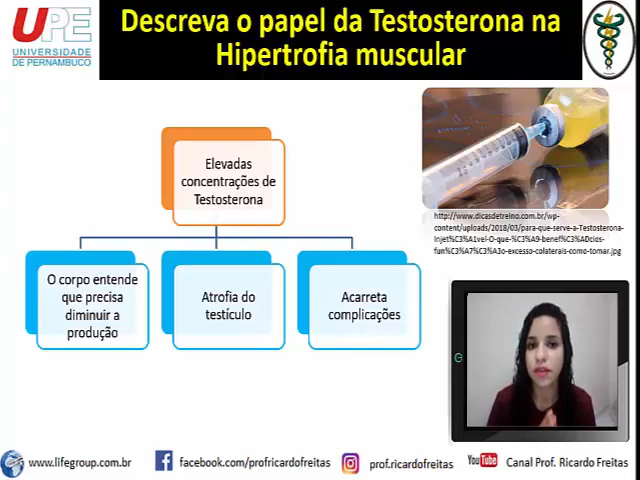 UPE
UNIVERSIDADE
DE PERNAMBUCO
Descreva o papel da Testosterona na
Hipertrofia muscular
Elevadas
concentrações de
Testosterona
O corpo entende
que precisa
diminuir a
produção
Atrofia do
testículo
Acarreta
complicações
http://www.dicasdetreino.com.br/wp-
content/uploads/2018/03/para-que-serve-a-Testosterona-
Injet%C3%A1vel-O-que-%C3%A9-benef%C3%ADcios-
fun%C3%A7%C3%A3o-excesso-colaterais-como-tomar.jpg
www.lifegroup.com.br
facebook.com/profricardofreitas
prof.ricardofreitas
YouTube
Canal Prof. Ricardo Freitas